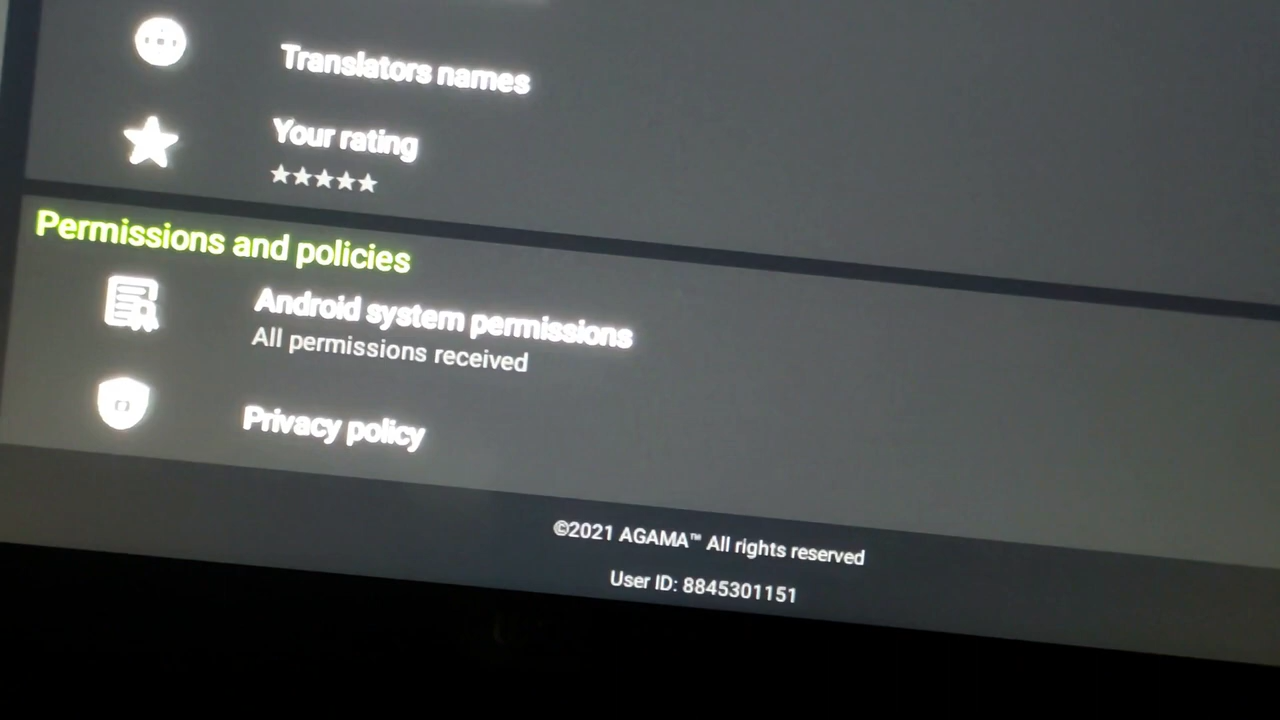 Translators names
Your rating
★★★★★
Permissions and policies
Android system permissions
All permissions received
Privacy policy
©2021 AGAMA™ All rights reserved
User ID: 8845301151